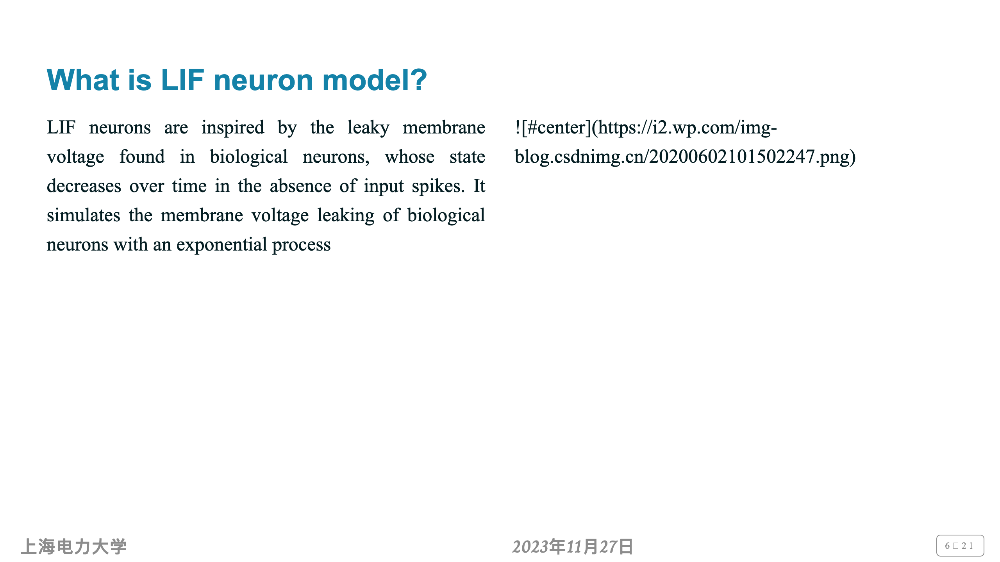 What is LIF neuron model?
LIF neurons are inspired by the leaky membrane
voltage found in biological neurons, whose state
decreases over time in the absence of input spikes. It
simulates the membrane voltage leaking of biological
neurons with an exponential process
![#center](https://i2.wp.com/img-
blog.csdnimg.cn/20200602101502247.png)
上海电力大学
2023年11月27日
6□21